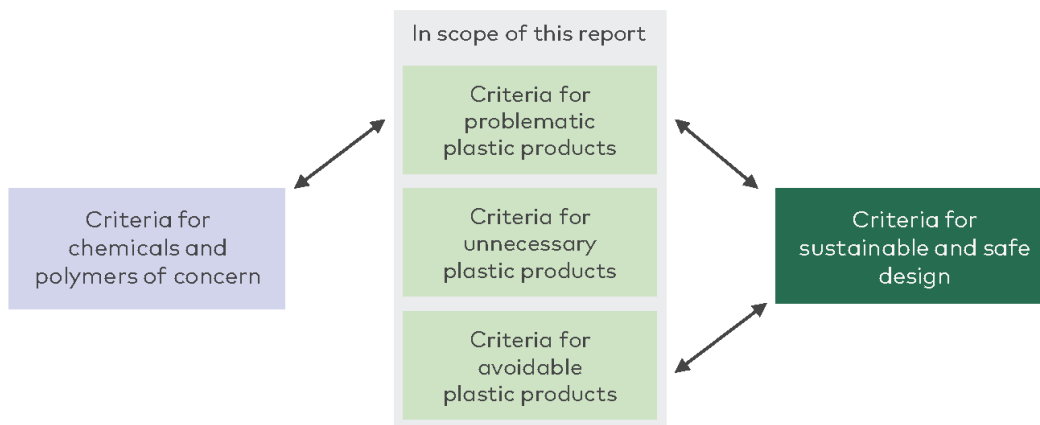 In scope of this report
Criteria for
problematic
plastic products
Criteria for
chemicals and
polymers of concern
Criteria for
unnecessary
plastic products
Criteria for
sustainable and safe
design
Criteria for
avoidable
plastic products